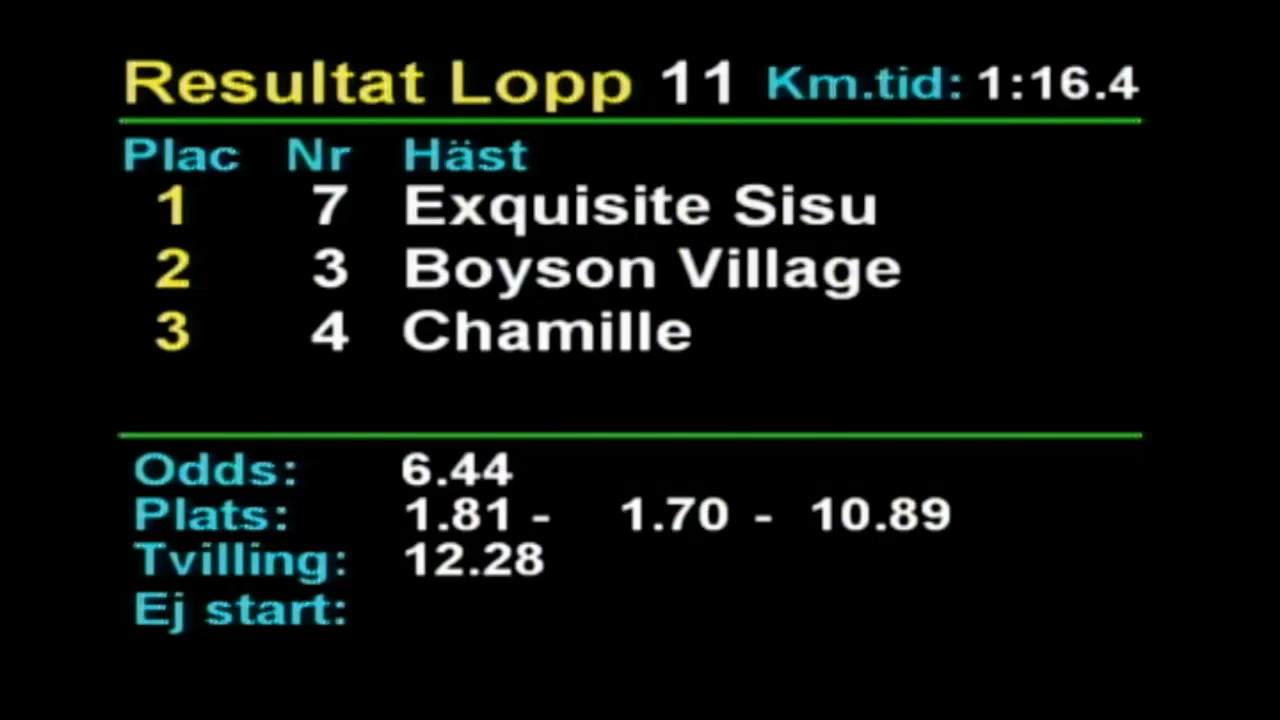 Resultat Lopp 11 Km.tid: 1:16.4
Plac Nr Häst
1 7 Exquisite Sisu
2 3 Boyson Village
3 4 Chamille
Odds: 6.44
Plats: 1.81 - 1.70 - 10.89
Tvilling: 12.28
Ej start: